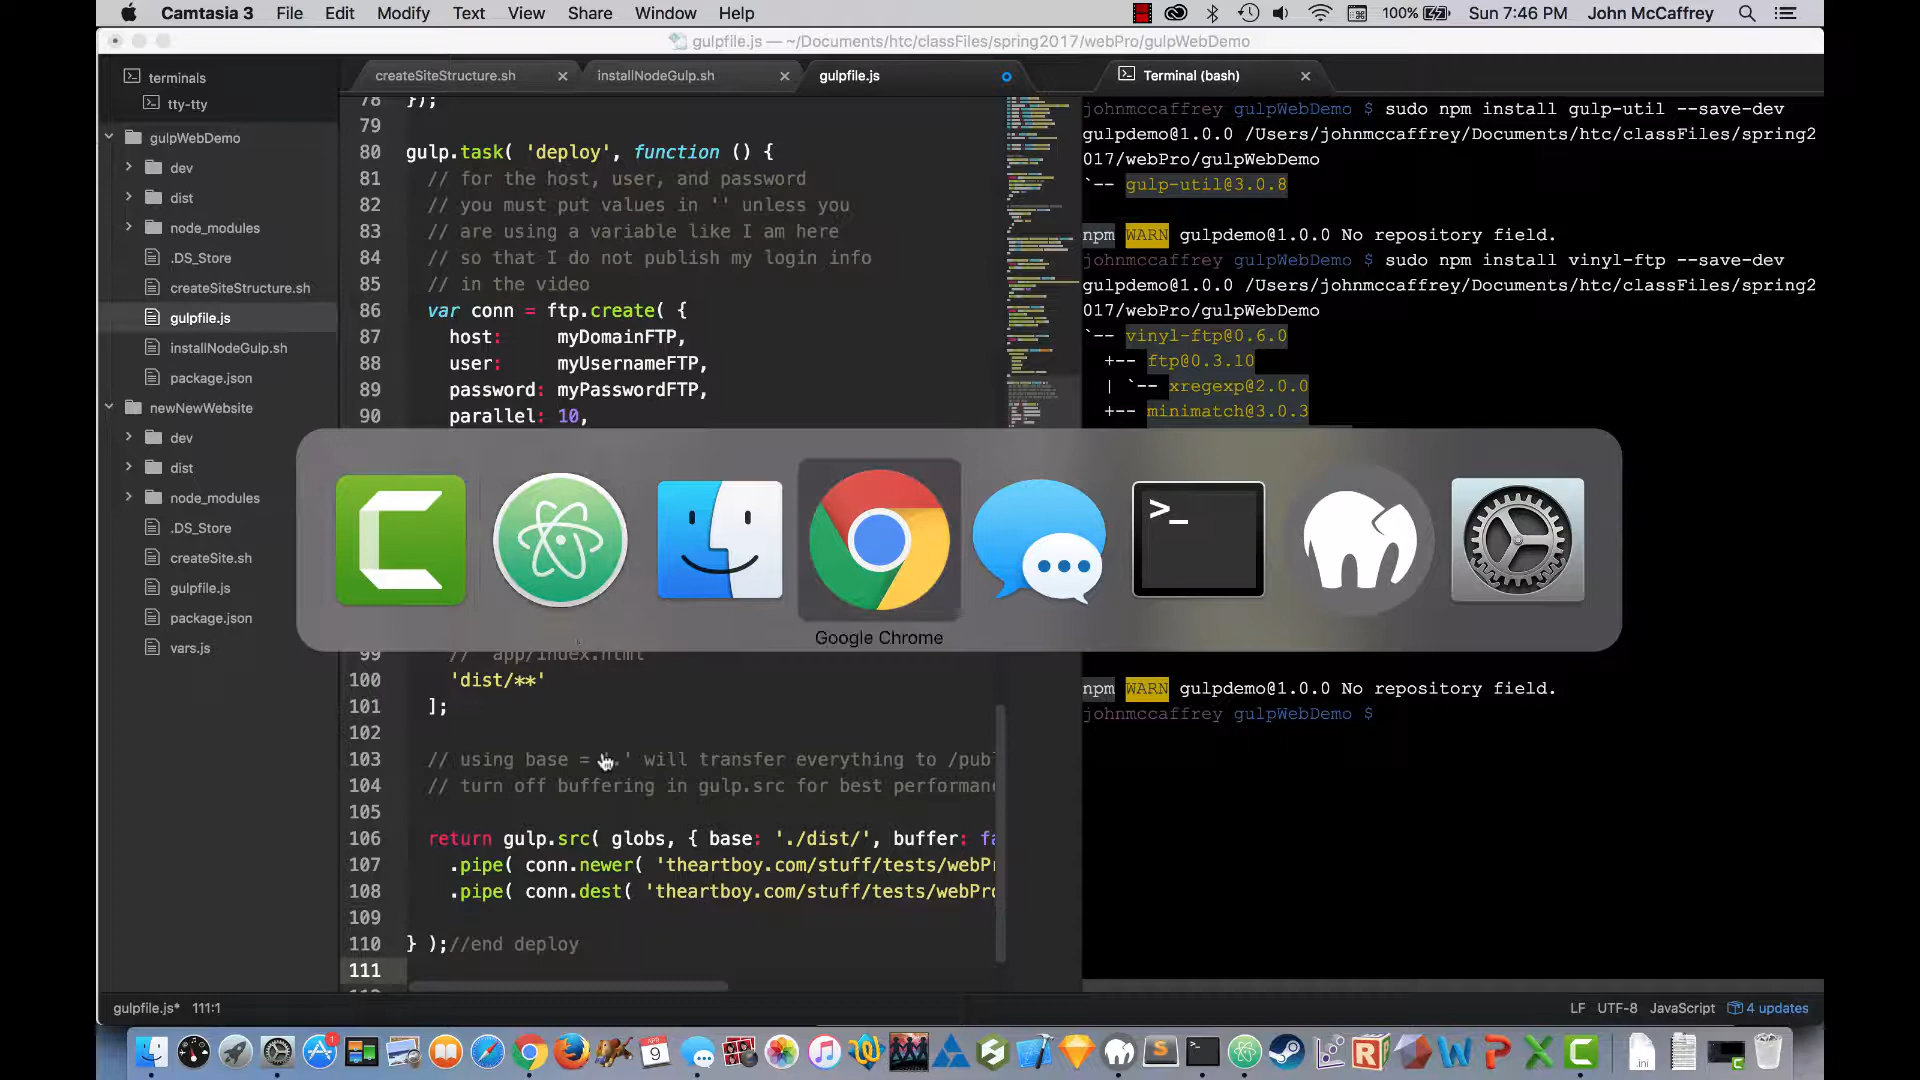 Camtasia 3 File Edit Modify Text View Share Window Help
100% Sun 7:46 PM John McCaffrey
gulpfile.js — ~/Documents/htc/classFiles/spring2017/webPro/gulpWebDemo
terminals
tty-tty
gulpWebDemo
dev
dist
node_modules
.DS_Store
createSiteStructure.sh
gulpfile.js
installNodeGulp.sh
package.json
newNewWebsite
dev
dist
node_modules
.DS_Store
createSite.sh
gulpfile.js
package.json
vars.js
createSiteStructure.sh
installNodeGulp.sh
gulpfile.js
Terminal (bash)
78 });
79
80 gulp.task( 'deploy', function () {
81 // for the host, user, and password
82 // you must put values in '' unless you
83 // are using a variable like I am here
84 // so that I do not publish my login info
85 // in the video
86 var conn = ftp.create( {
87 host: myDomainFTP,
88 user: myUsernameFTP,
89 password: myPasswordFTP,
90 parallel: 10,
99 // app/index.html
100 'dist/**'
101 ];
102
103 // using base = '.' will transfer everything to /pub
104 // turn off buffering in gulp.src for best performan
105
106 return gulp.src( globs, { base: './dist/', buffer: fa
107 .pipe( conn.newer( 'theartboy.com/stuff/tests/webP
108 .pipe( conn.dest( 'theartboy.com/stuff/tests/webPro
109
110 } );//end deploy
111
johnmccaffrey gulpWebDemo $ sudo npm install gulp-util --save-dev
gulpdemo@1.0.0 /Users/johnmccaffrey/Documents/htc/classFiles/spring2
017/webPro/gulpWebDemo
`-- gulp-util@3.0.8
npm WARN gulpdemo@1.0.0 No repository field.
johnmccaffrey gulpWebDemo $ sudo npm install vinyl-ftp --save-dev
gulpdemo@1.0.0 /Users/johnmccaffrey/Documents/htc/classFiles/spring2
017/webPro/gulpWebDemo
`-- vinyl-ftp@0.6.0
+-- ftp@0.3.10
| `-- xregexp@2.0.0
+-- minimatch@3.0.3
npm WARN gulpdemo@1.0.0 No repository field.
johnmccaffrey gulpWebDemo $
Google Chrome
gulpfile.js* 111:1
LF UTF-8 JavaScript 4 updates